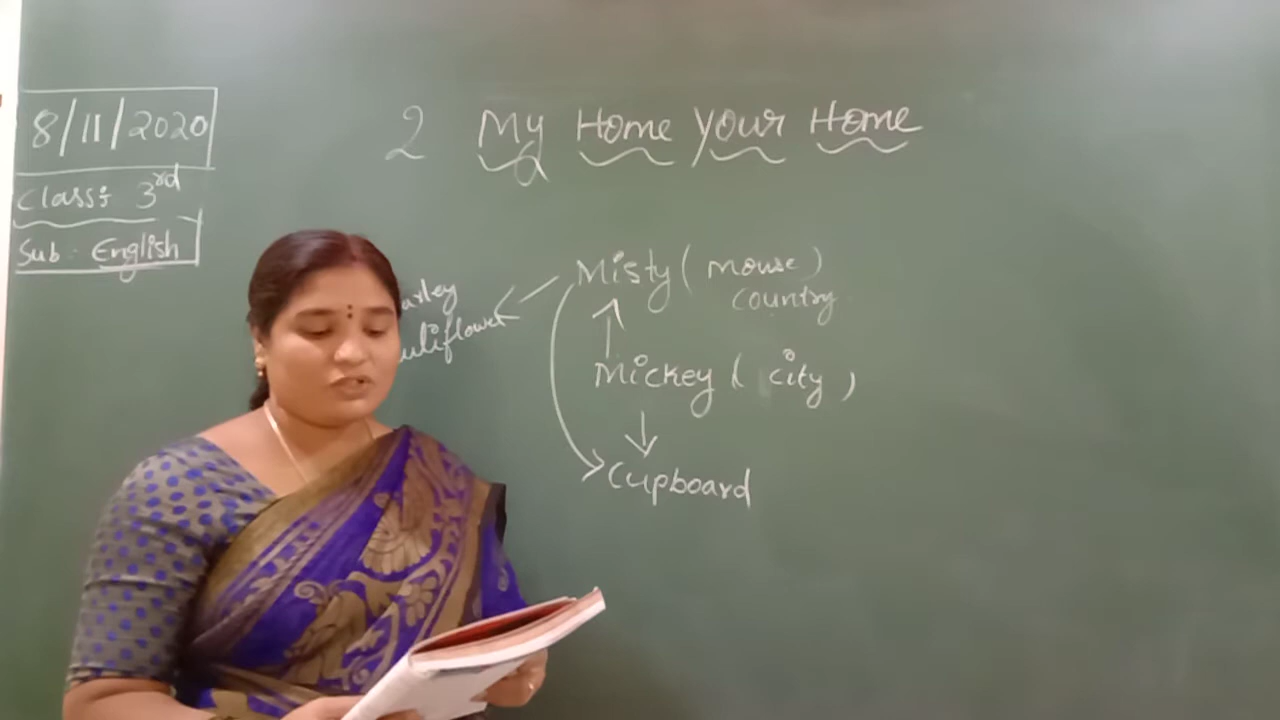 8/11/2020
Class: 3rd
Sub: English
2 My Home Your Home
Misty (mouse)
country
Mickey (city)
Cupboard